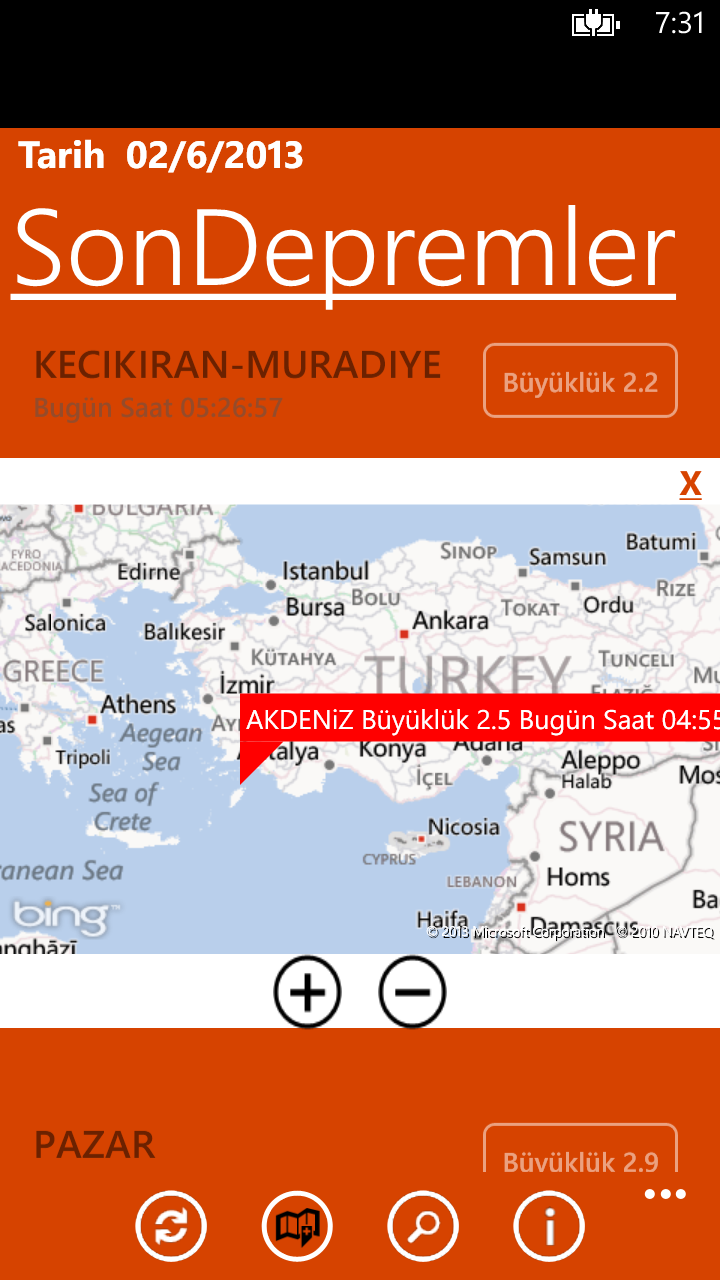 7:31
Tarih 02/6/2013
SonDepremler
KECIKIRAN-MURADIYE
Büyüklük 2.2
Bugün Saat 05:26:57
X
BULGARIA
SINOP
Batumi
FYRO
Samsun
Edirne
Istanbul
BOLU
RIZE
Bursa
TOKAT
Ordu
Salonica
Balıkesir
Ankara
KÜTAHYA
GREECE
TURKEY
TUNCELI
İzmir
Athens
AKDENiZ Büyüklük 2.5 Bugün Saat 04:55
Aegean
Sea
Tripoli
Konya
Adana
İÇEL
Aleppo
Halab
Sea of
Crete
Nicosia
SYRIA
CYPRUS
LEBANON
Homs
anean Sea
bing™
Haifa
Damascus
© 2013 Microsoft Corporation © 2010 NAVTEQ
PAZAR
Büyüklük 2.9